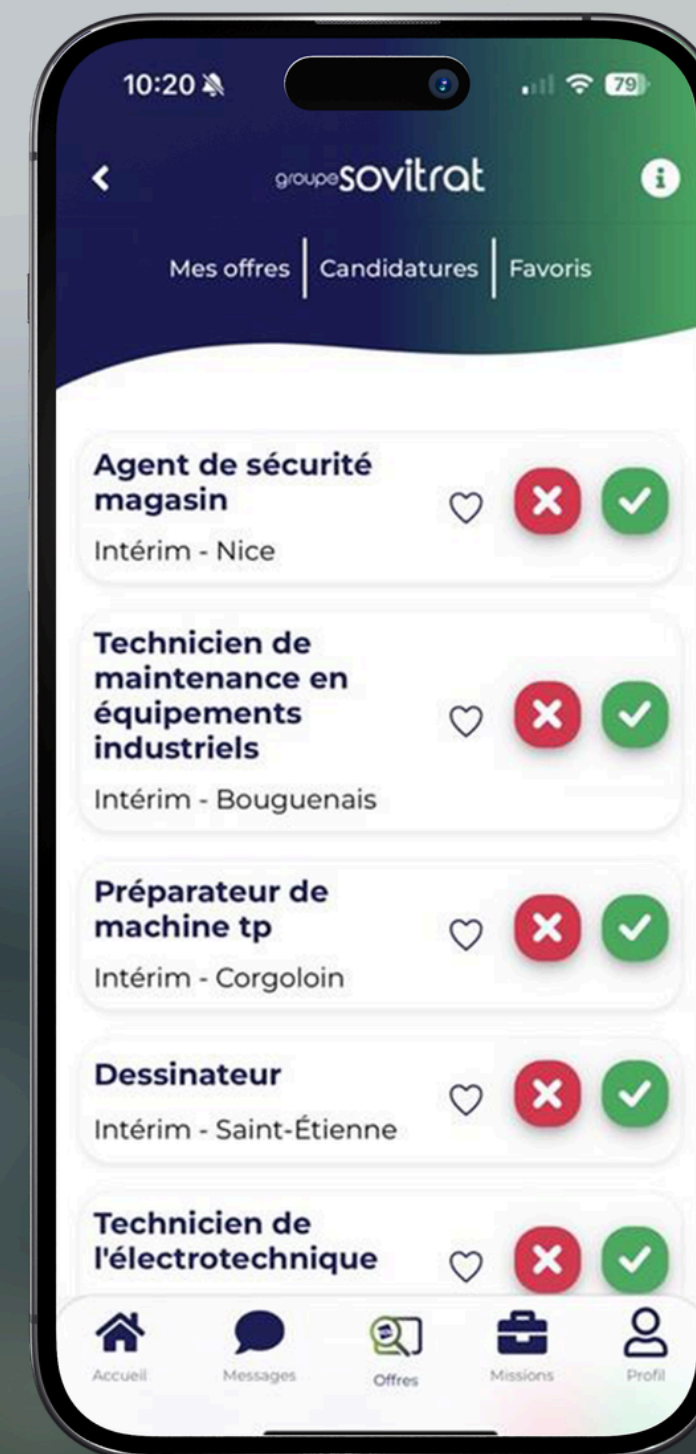 10:20
79
groupe sovitrat
Mes offres
Candidatures
Favoris
Agent de sécurité
magasin
Intérim - Nice
Technicien de
maintenance en
équipements
industriels
Intérim - Bouguenais
Préparateur de
machine tp
Intérim - Corgoloin
Dessinateur
Intérim - Saint-Étienne
Technicien de
l'électrotechnique
Accueil
Messages
Offres
Missions
Profil